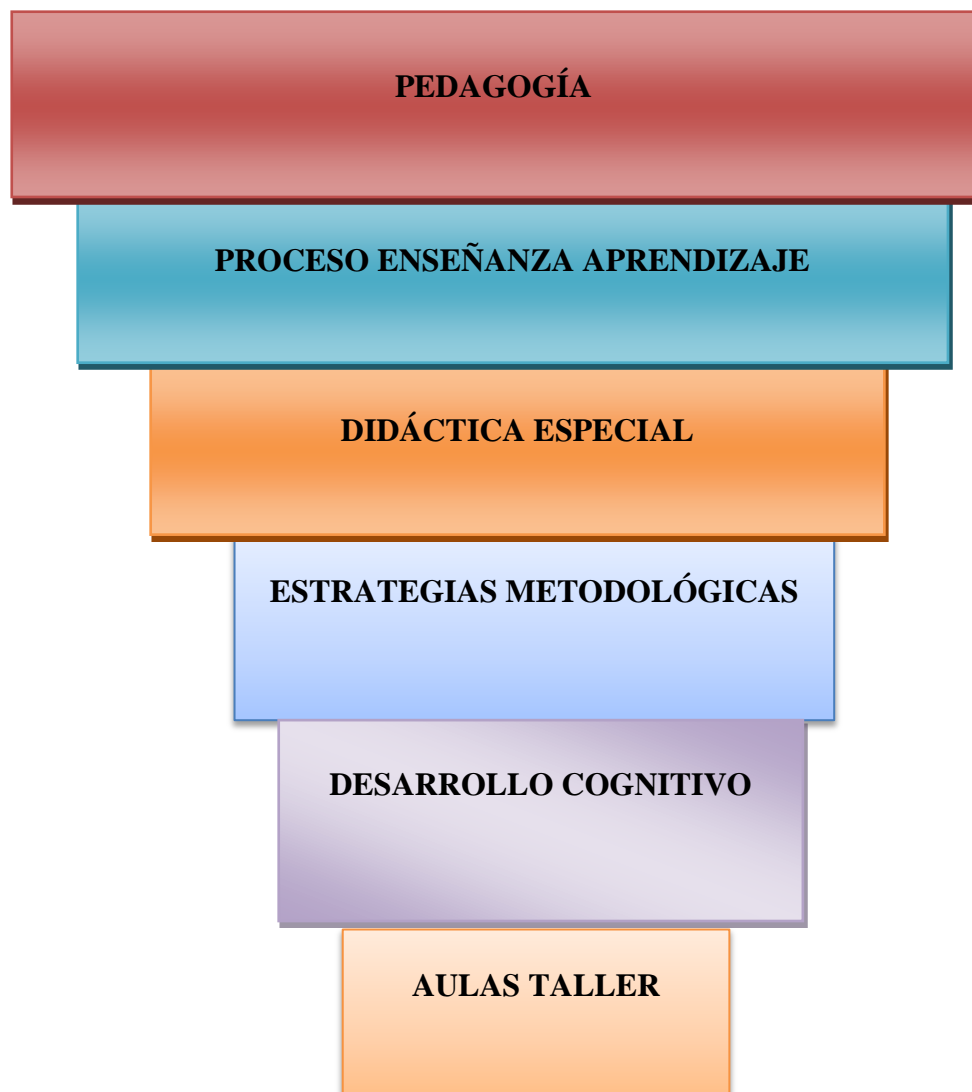 PEDAGOGÍA
PROCESO ENSEÑANZA APRENDIZAJE
DIDÁCTICA ESPECIAL
ESTRATEGIAS METODOLÓGICAS
DESARROLLO COGNITIVO
AULAS TALLER